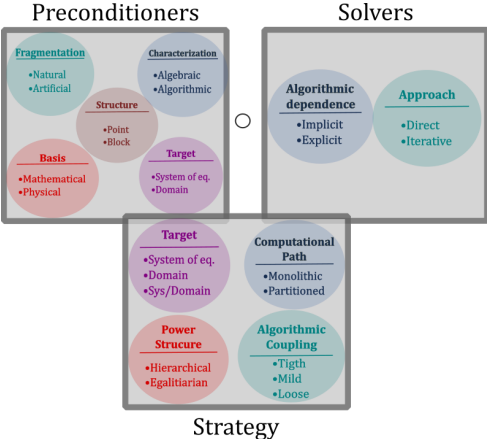 Preconditioners
Solvers
Fragmentation
•Natural
•Artificial
Characterization
•Algebraic
•Algorithmic
Structure
•Point
•Block
Basis
•Mathematical
•Physical
Target
•System of eq.
•Domain
Algorithmic
dependence
•Implicit
•Explicit
Approach
•Direct
•Iterative
Target
•System of eq.
•Domain
•Sys/Domain
Computational
Path
•Monolithic
•Partitioned
Power
Strucure
•Hierarchical
•Egalitiarian
Algorithmic
Coupling
•Tigth
•Mild
•Loose
Strategy